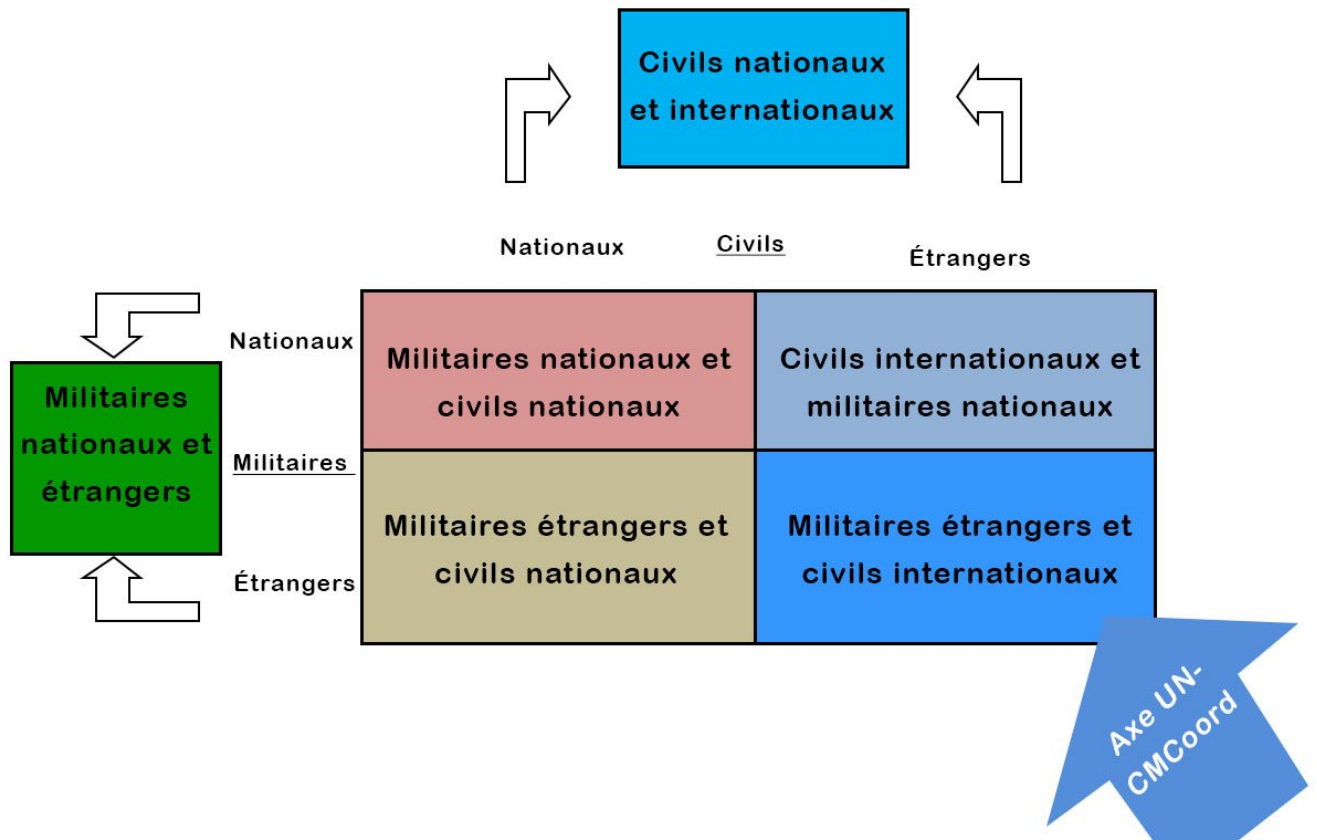 Civils nationaux
et internationaux
Nationaux
Civils
Étrangers
Nationaux
Militaires
Étrangers
Militaires
nationaux et
étrangers
Militaires nationaux et
civils nationaux
Civils internationaux et
militaires nationaux
Militaires étrangers et
civils nationaux
Militaires étrangers et
civils internationaux
Axe UN-
CMCoord